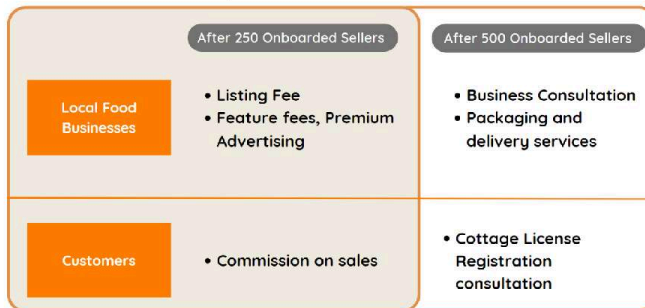 After 250 Onboarded Sellers
After 500 Onboarded Sellers
Local Food
Businesses
• Listing Fee
• Feature fees, Premium
Advertising
• Business Consultation
• Packaging and
delivery services
Customers
• Commission on sales
• Cottage License
Registration
consultation